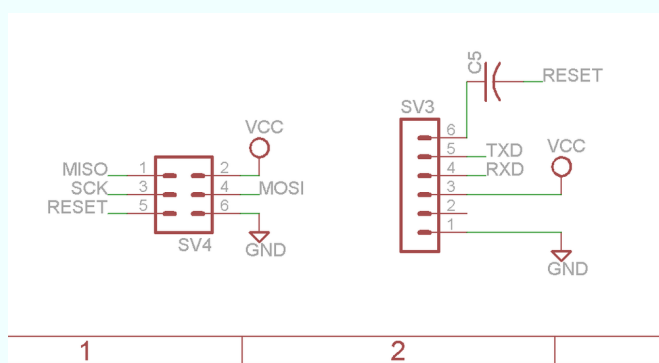 C5
RESET
SV3
VCC
6
MISO 1 2
5 TXD
VCC
SCK 3 4 MOSI
4 RXD
RESET 5 6
3
2
SV4
1
GND
GND
1 2